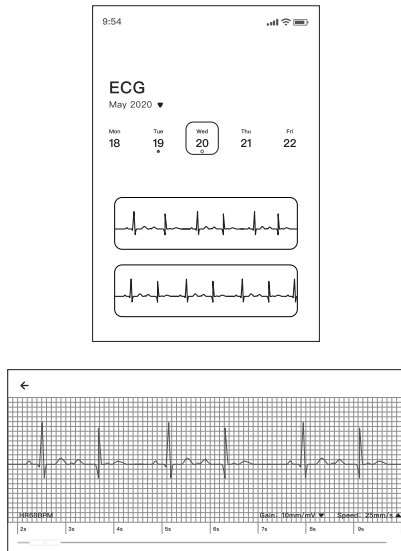 9:54
ECG
May 2020 ♥
Mon Tue Wed Thu Fri
18 19 20 21 22
←
HR68BPM Gain: 10mm/mV ▼ Speed: 25mm/s ▲
2s 3s 4s 5s 6s 7s 8s 9s